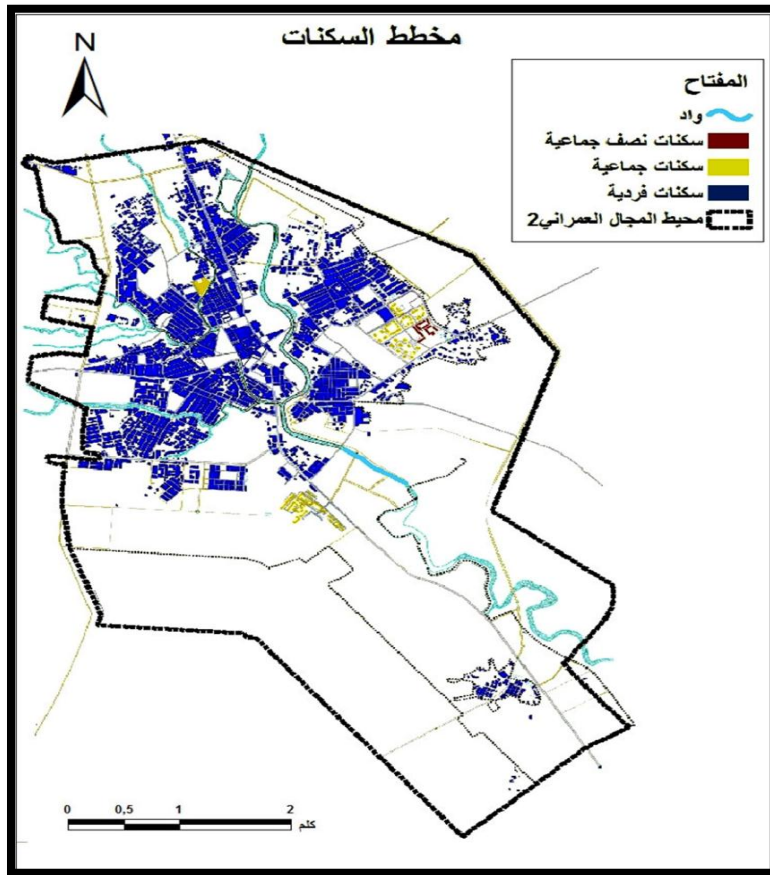 مخطط السكنات
N
المفتاح
واد
سكنات نصف جماعية
سكنات جماعية
سكنات فردية
محيط المجال العمراني2
0 0,5 1 2
كلم